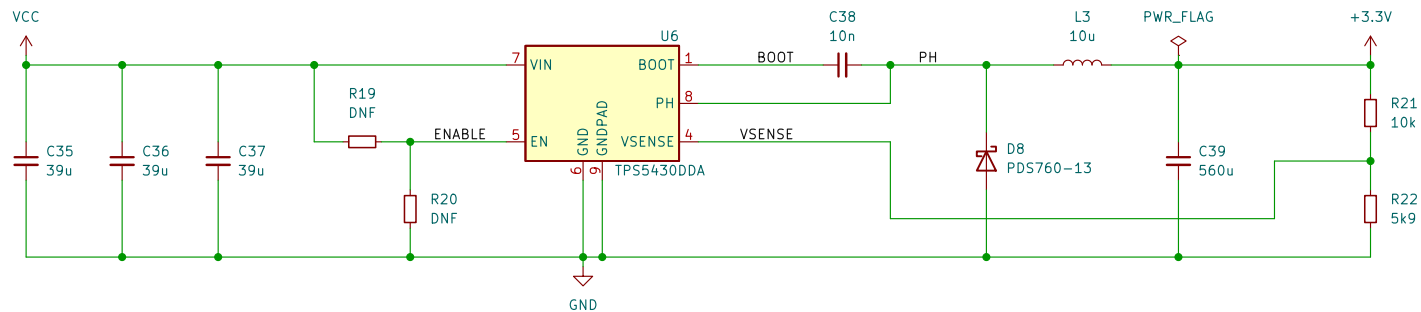 VCC
C38
10n
L3
10u
PWR_FLAG
+3.3V
U6
7
VIN
BOOT
1
BOOT
PH
PH
8
R19
DNF
ENABLE
5
EN
GND
GNDPAD
VSENSE
4
VSENSE
6
9
TPS5430DDA
R21
10k
C35
39u
C36
39u
C37
39u
D8
PDS760-13
C39
560u
R20
DNF
R22
5k9
GND